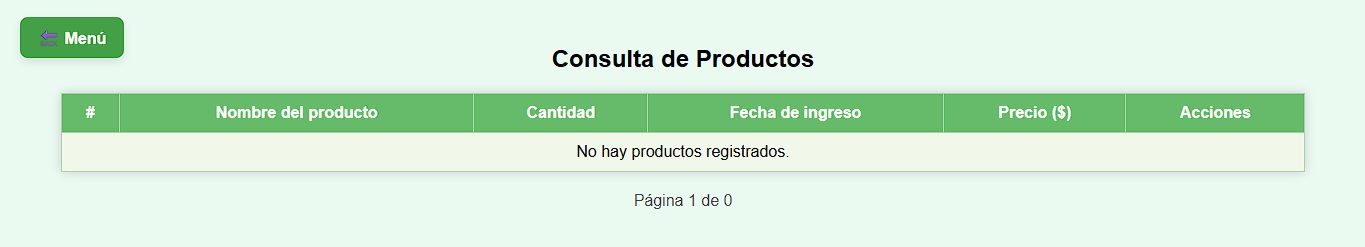 Menú
Consulta de Productos
# Nombre del producto Cantidad Fecha de ingreso Precio ($) Acciones
No hay productos registrados.
Página 1 de 0